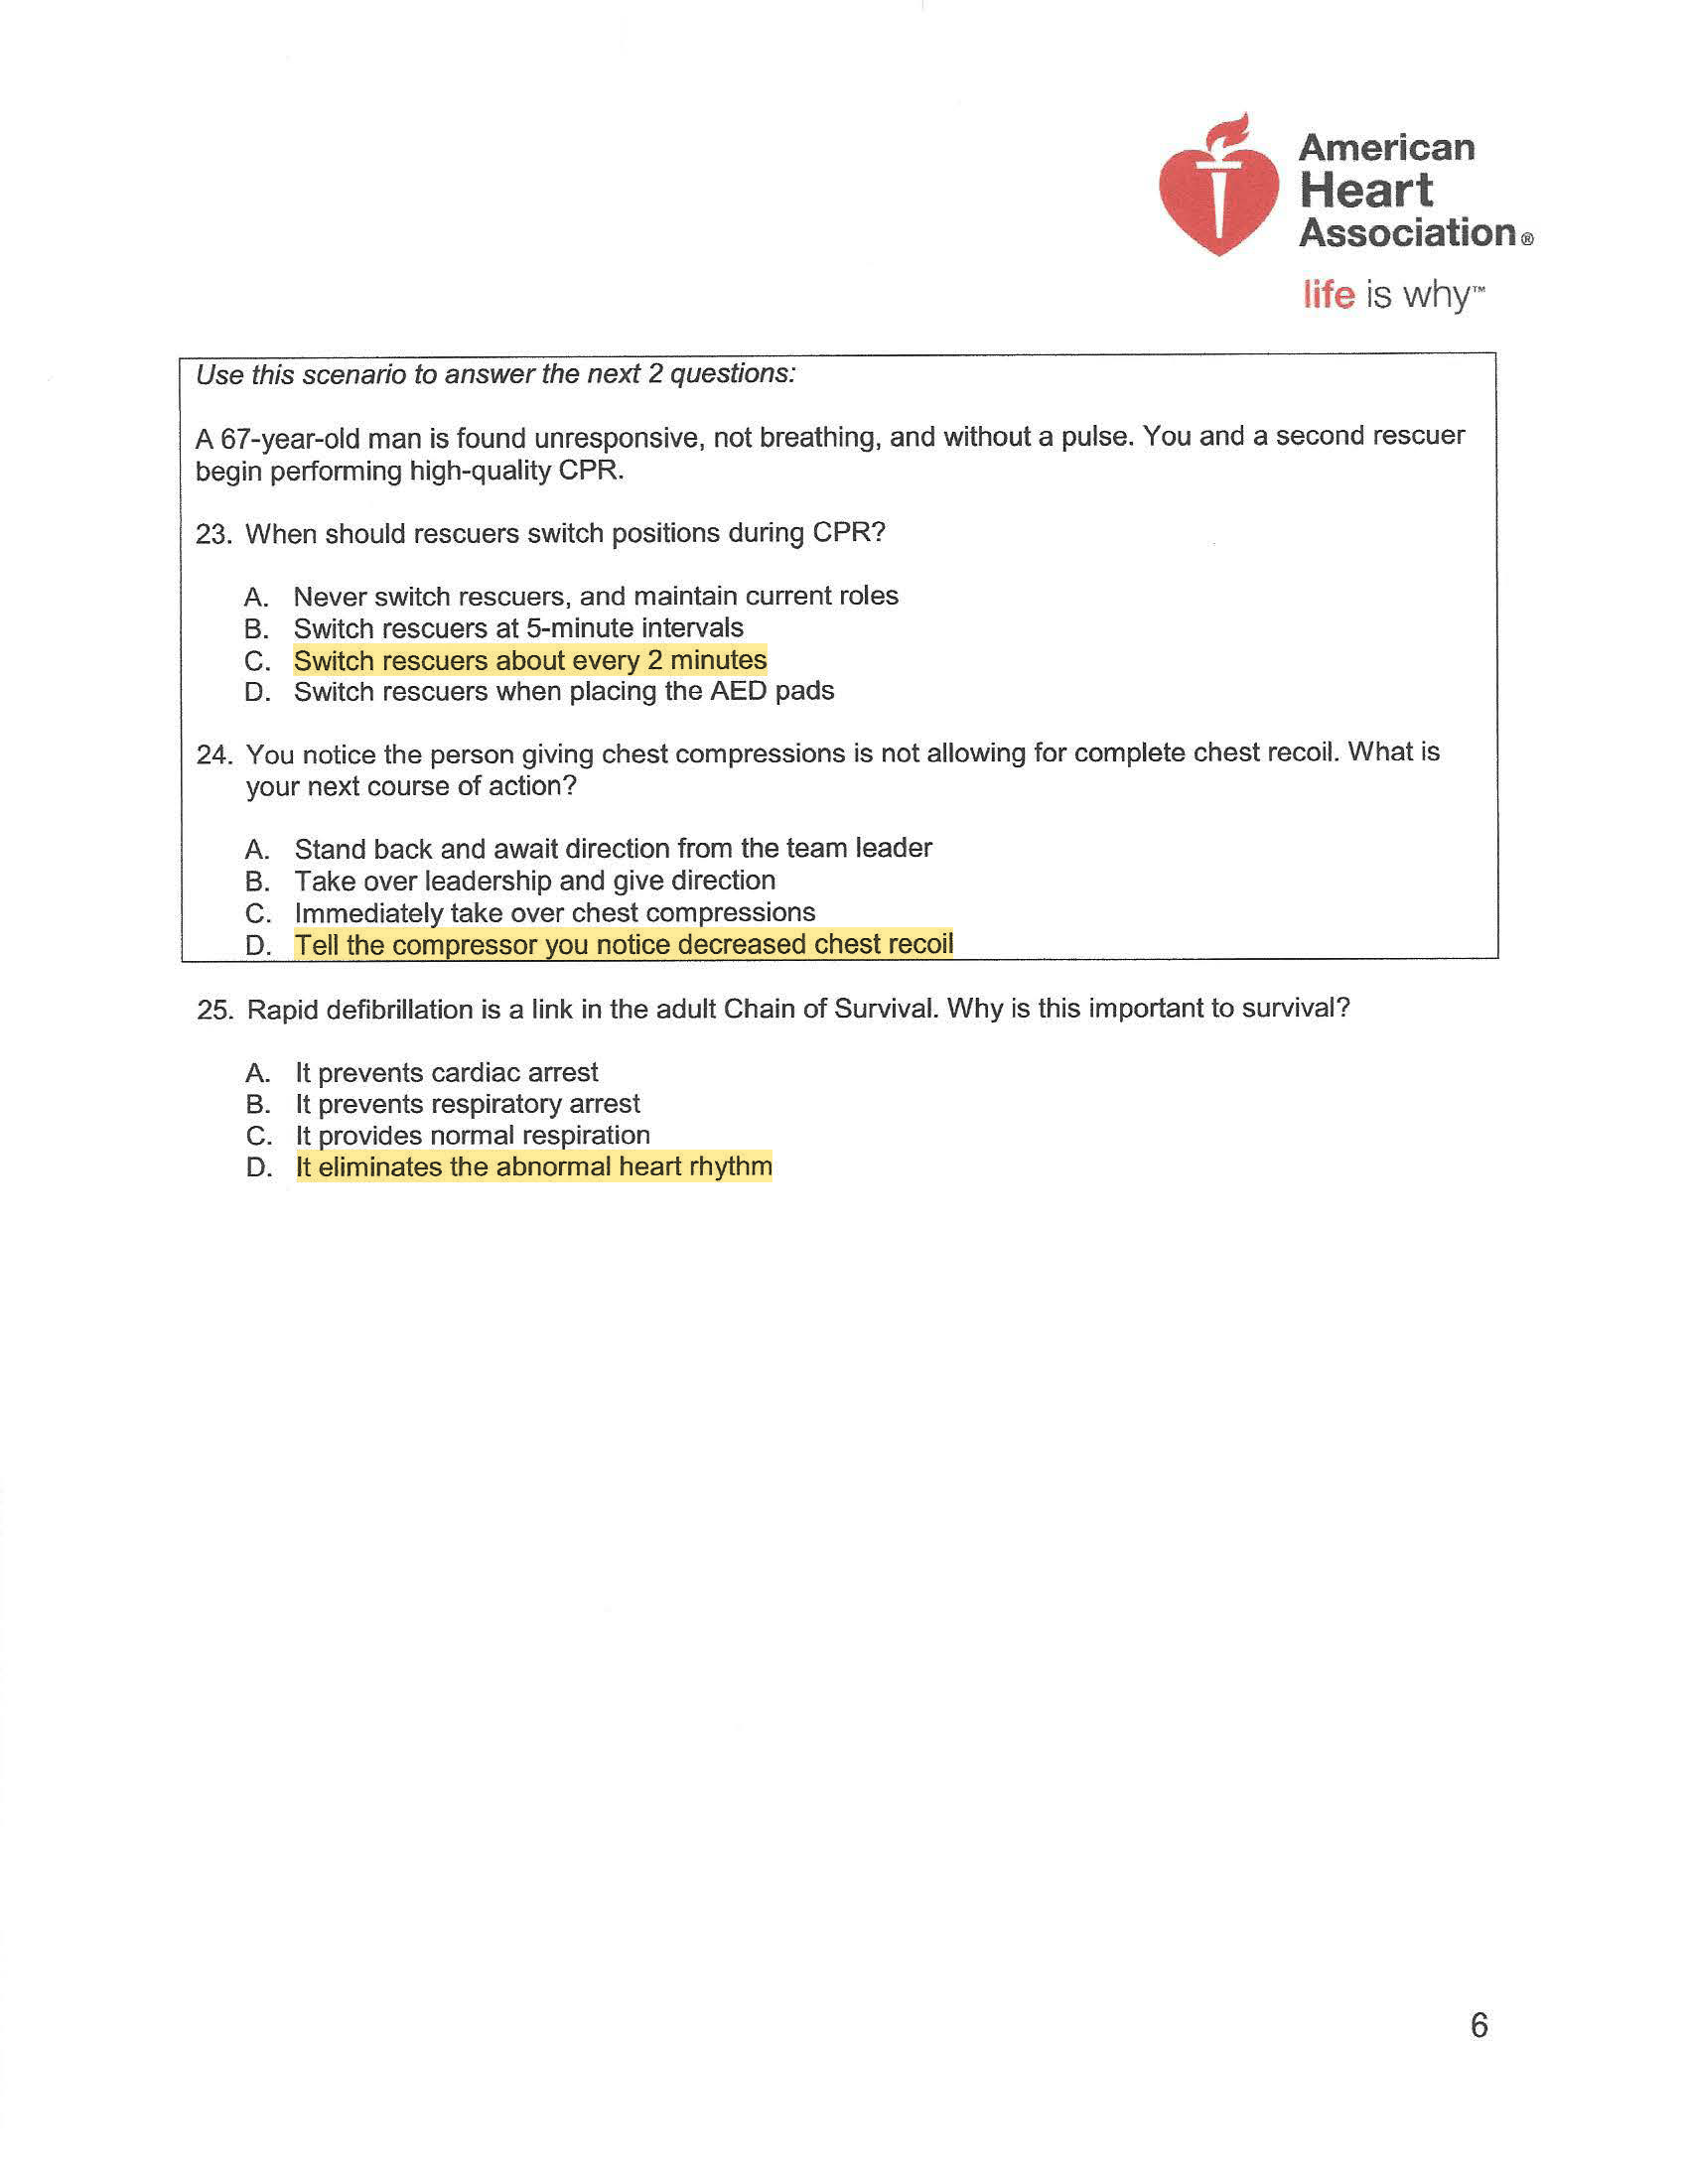 American
Heart
Association®
life is why™
Use this scenario to answer the next 2 questions:
A 67-year-old man is found unresponsive, not breathing, and without a pulse. You and a second rescuer
begin performing high-quality CPR.
23. When should rescuers switch positions during CPR?
A. Never switch rescuers, and maintain current roles
B. Switch rescuers at 5-minute intervals
C. Switch rescuers about every 2 minutes
D. Switch rescuers when placing the AED pads
24. You notice the person giving chest compressions is not allowing for complete chest recoil. What is
your next course of action?
A. Stand back and await direction from the team leader
B. Take over leadership and give direction
C. Immediately take over chest compressions
D. Tell the compressor you notice decreased chest recoil
25. Rapid defibrillation is a link in the adult Chain of Survival. Why is this important to survival?
A. It prevents cardiac arrest
B. It prevents respiratory arrest
C. It provides normal respiration
D. It eliminates the abnormal heart rhythm
6